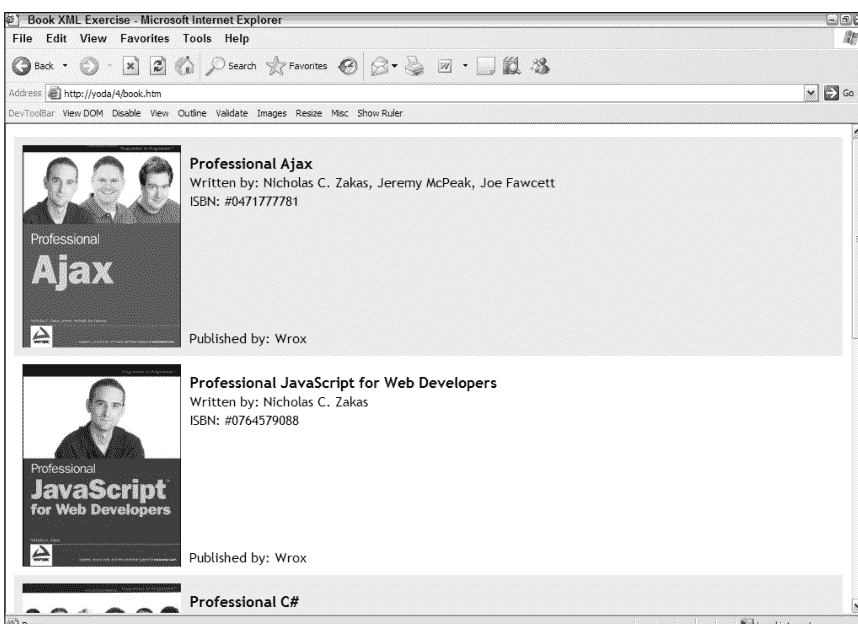 Book XML Exercise - Microsoft Internet Explorer
File Edit View Favorites Tools Help
Back Search Favorites
Address http://yoda/4/book.htm Go
DevToolBar View DOM Disable View Outline Validate Images Resize Misc Show Ruler
Professional Ajax
Written by: Nicholas C. Zakas, Jeremy McPeak, Joe Fawcett
ISBN: #0471777781
Professional
Ajax
wrox
Published by: Wrox
Professional JavaScript for Web Developers
Written by: Nicholas C. Zakas
ISBN: #0764579088
Professional
JavaScript
for Web Developers
wrox
Published by: Wrox
Professional C#